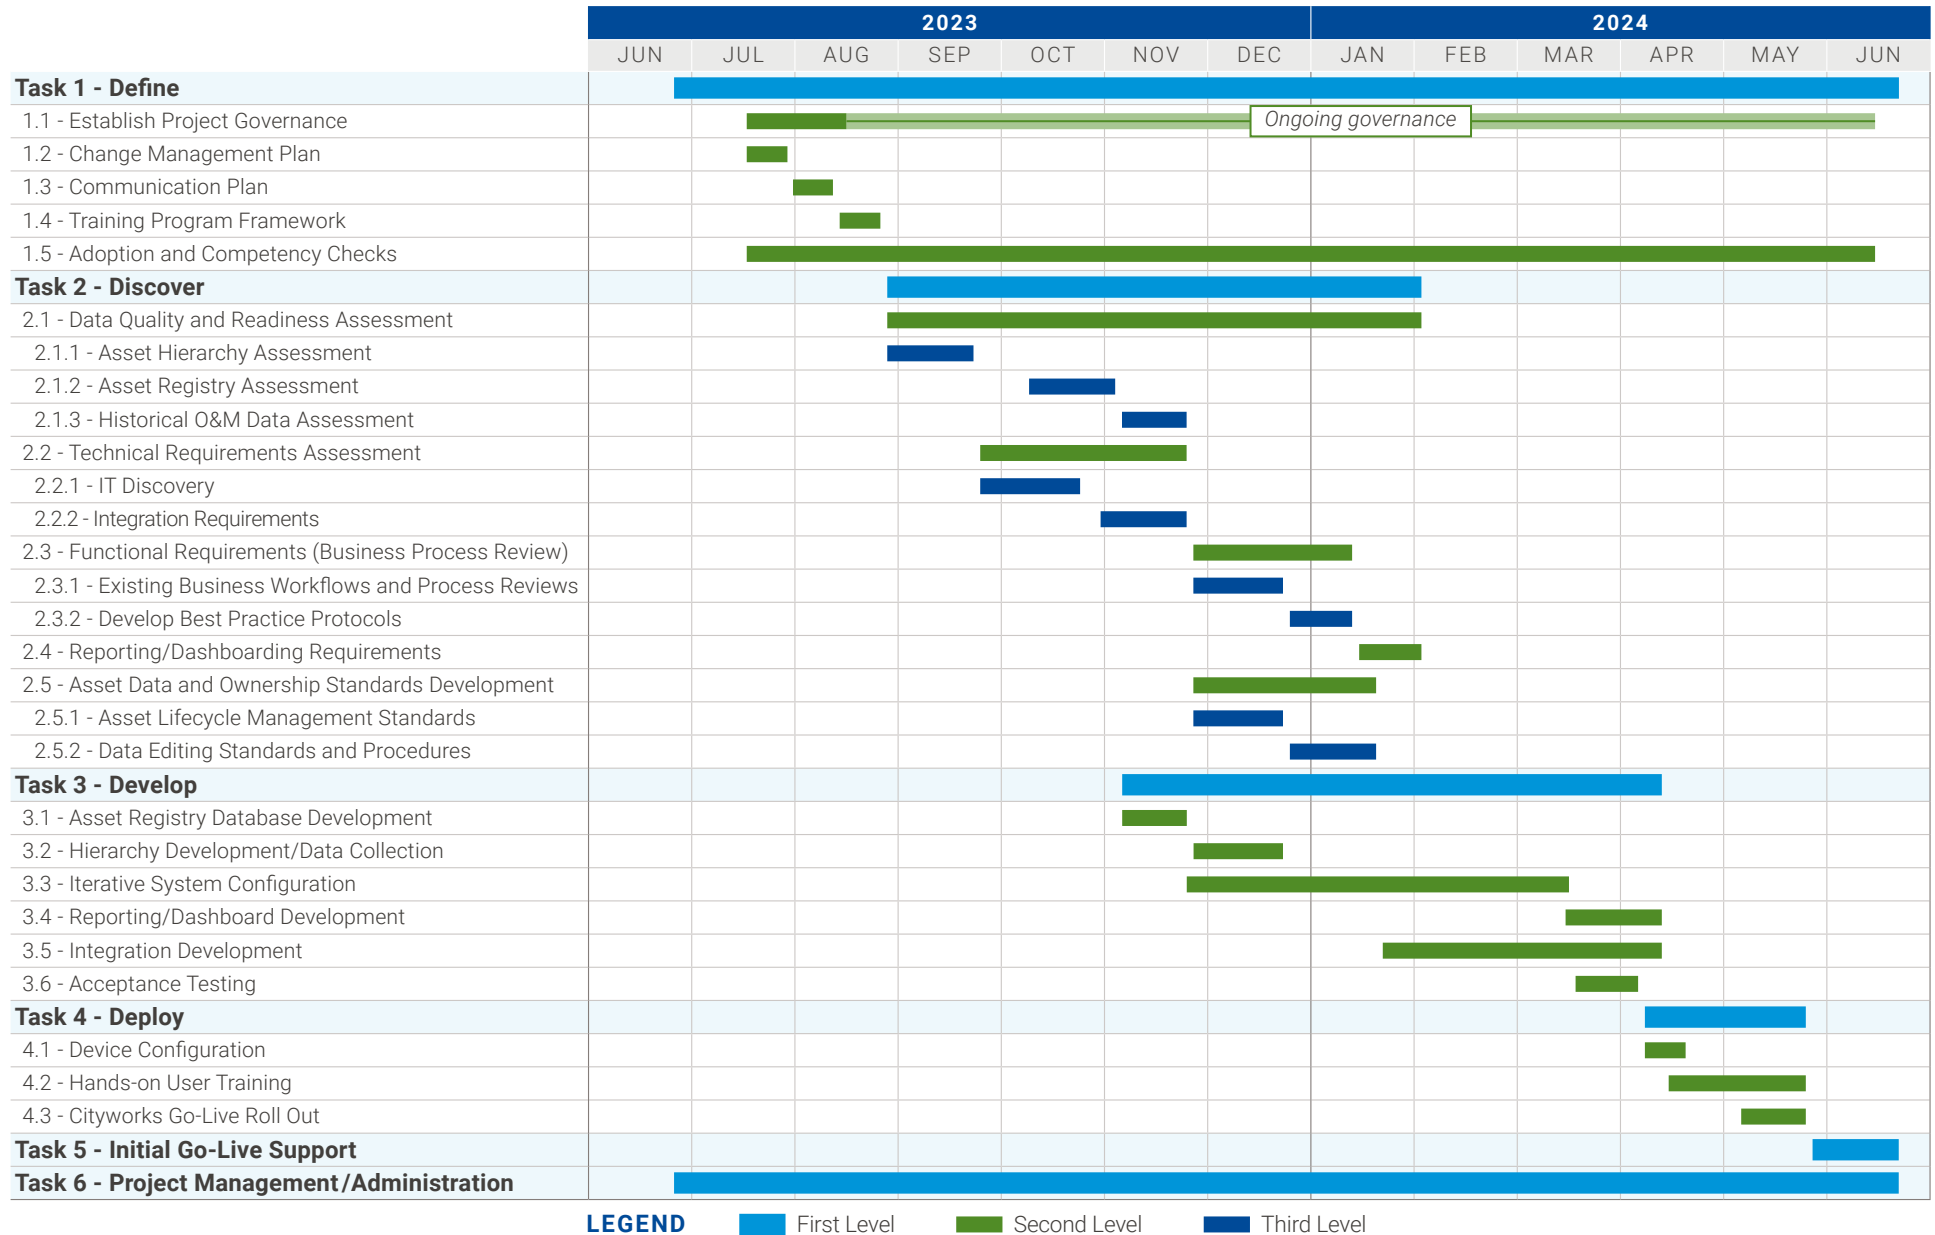 2023 2024
JUN JUL AUG SEP OCT NOV DEC JAN FEB MAR APR MAY JUN
Task 1 - Define
1.1 - Establish Project Governance
Ongoing governance
1.2 - Change Management Plan
1.3 - Communication Plan
1.4 - Training Program Framework
1.5 - Adoption and Competency Checks
Task 2 - Discover
2.1 - Data Quality and Readiness Assessment
2.1.1 - Asset Hierarchy Assessment
2.1.2 - Asset Registry Assessment
2.1.3 - Historical O&M Data Assessment
2.2 - Technical Requirements Assessment
2.2.1 - IT Discovery
2.2.2 - Integration Requirements
2.3 - Functional Requirements (Business Process Review)
2.3.1 - Existing Business Workflows and Process Reviews
2.3.2 - Develop Best Practice Protocols
2.4 - Reporting/Dashboarding Requirements
2.5 - Asset Data and Ownership Standards Development
2.5.1 - Asset Lifecycle Management Standards
2.5.2 - Data Editing Standards and Procedures
Task 3 - Develop
3.1 - Asset Registry Database Development
3.2 - Hierarchy Development/Data Collection
3.3 - Iterative System Configuration
3.4 - Reporting/Dashboard Development
3.5 - Integration Development
3.6 - Acceptance Testing
Task 4 - Deploy
4.1 - Device Configuration
4.2 - Hands-on User Training
4.3 - Cityworks Go-Live Roll Out
Task 5 - Initial Go-Live Support
Task 6 - Project Management/Administration
LEGEND First Level Second Level Third Level